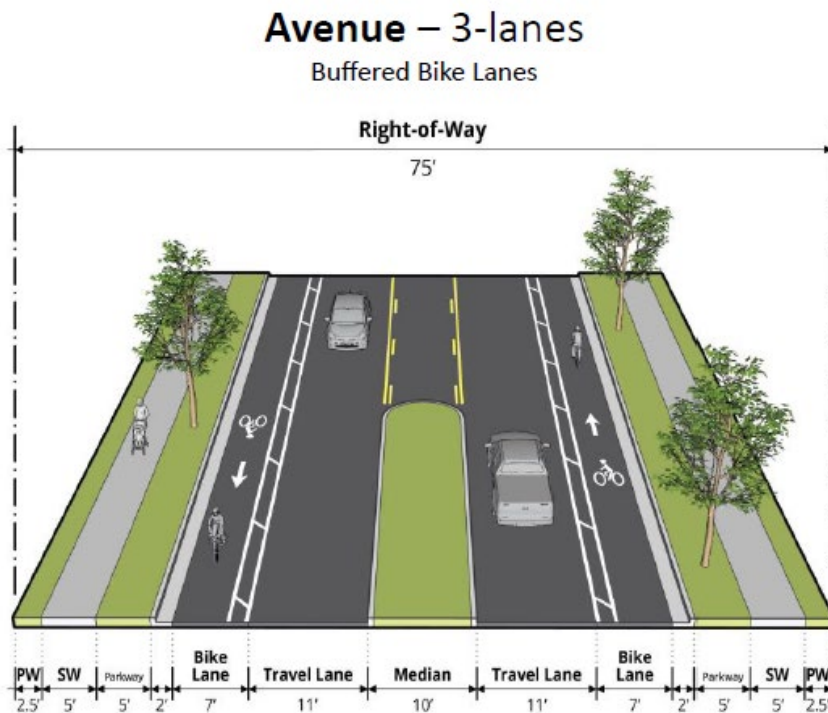 Avenue – 3-lanes
Buffered Bike Lanes
Right-of-Way
75'
PW SW Parkway Bike Lane Travel Lane Median Travel Lane Bike Lane Parkway SW PW
2.5' 5' 5' 2' 7' 11' 10' 11' 7' 2' 5' 5' 2.5'